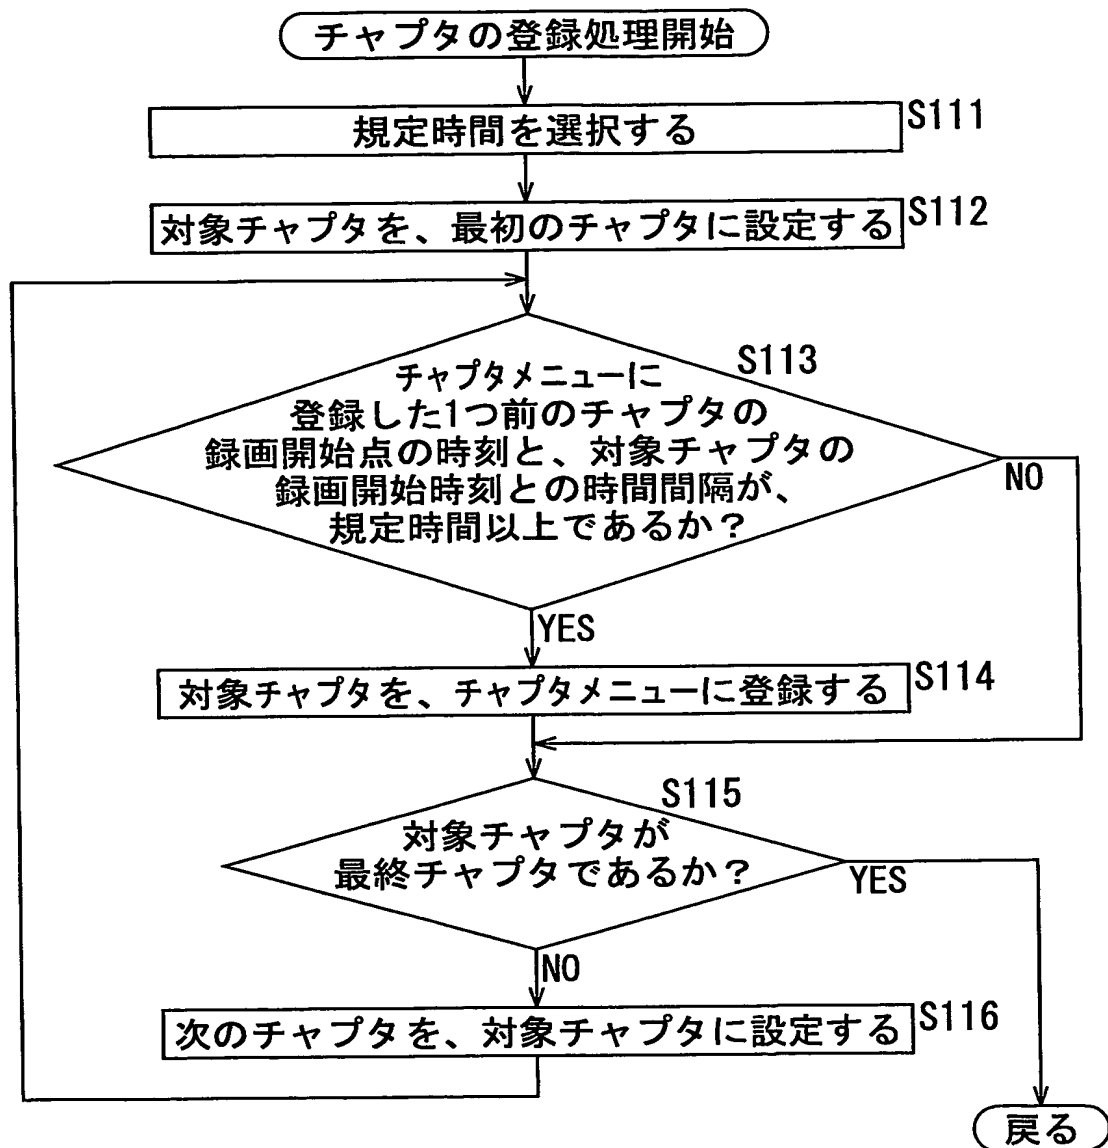 チャプタの登録処理開始
規定時間を選択する
S111
対象チャプタを、最初のチャプタに設定する
S112
S113
チャプタメニューに
登録した1つ前のチャプタの
録画開始点の時刻と、対象チャプタの
録画開始時刻との時間間隔が、
規定時間以上であるか?
NO
YES
対象チャプタを、チャプタメニューに登録する
S114
S115
対象チャプタが
最終チャプタであるか?
YES
NO
次のチャプタを、対象チャプタに設定する
S116
戻る